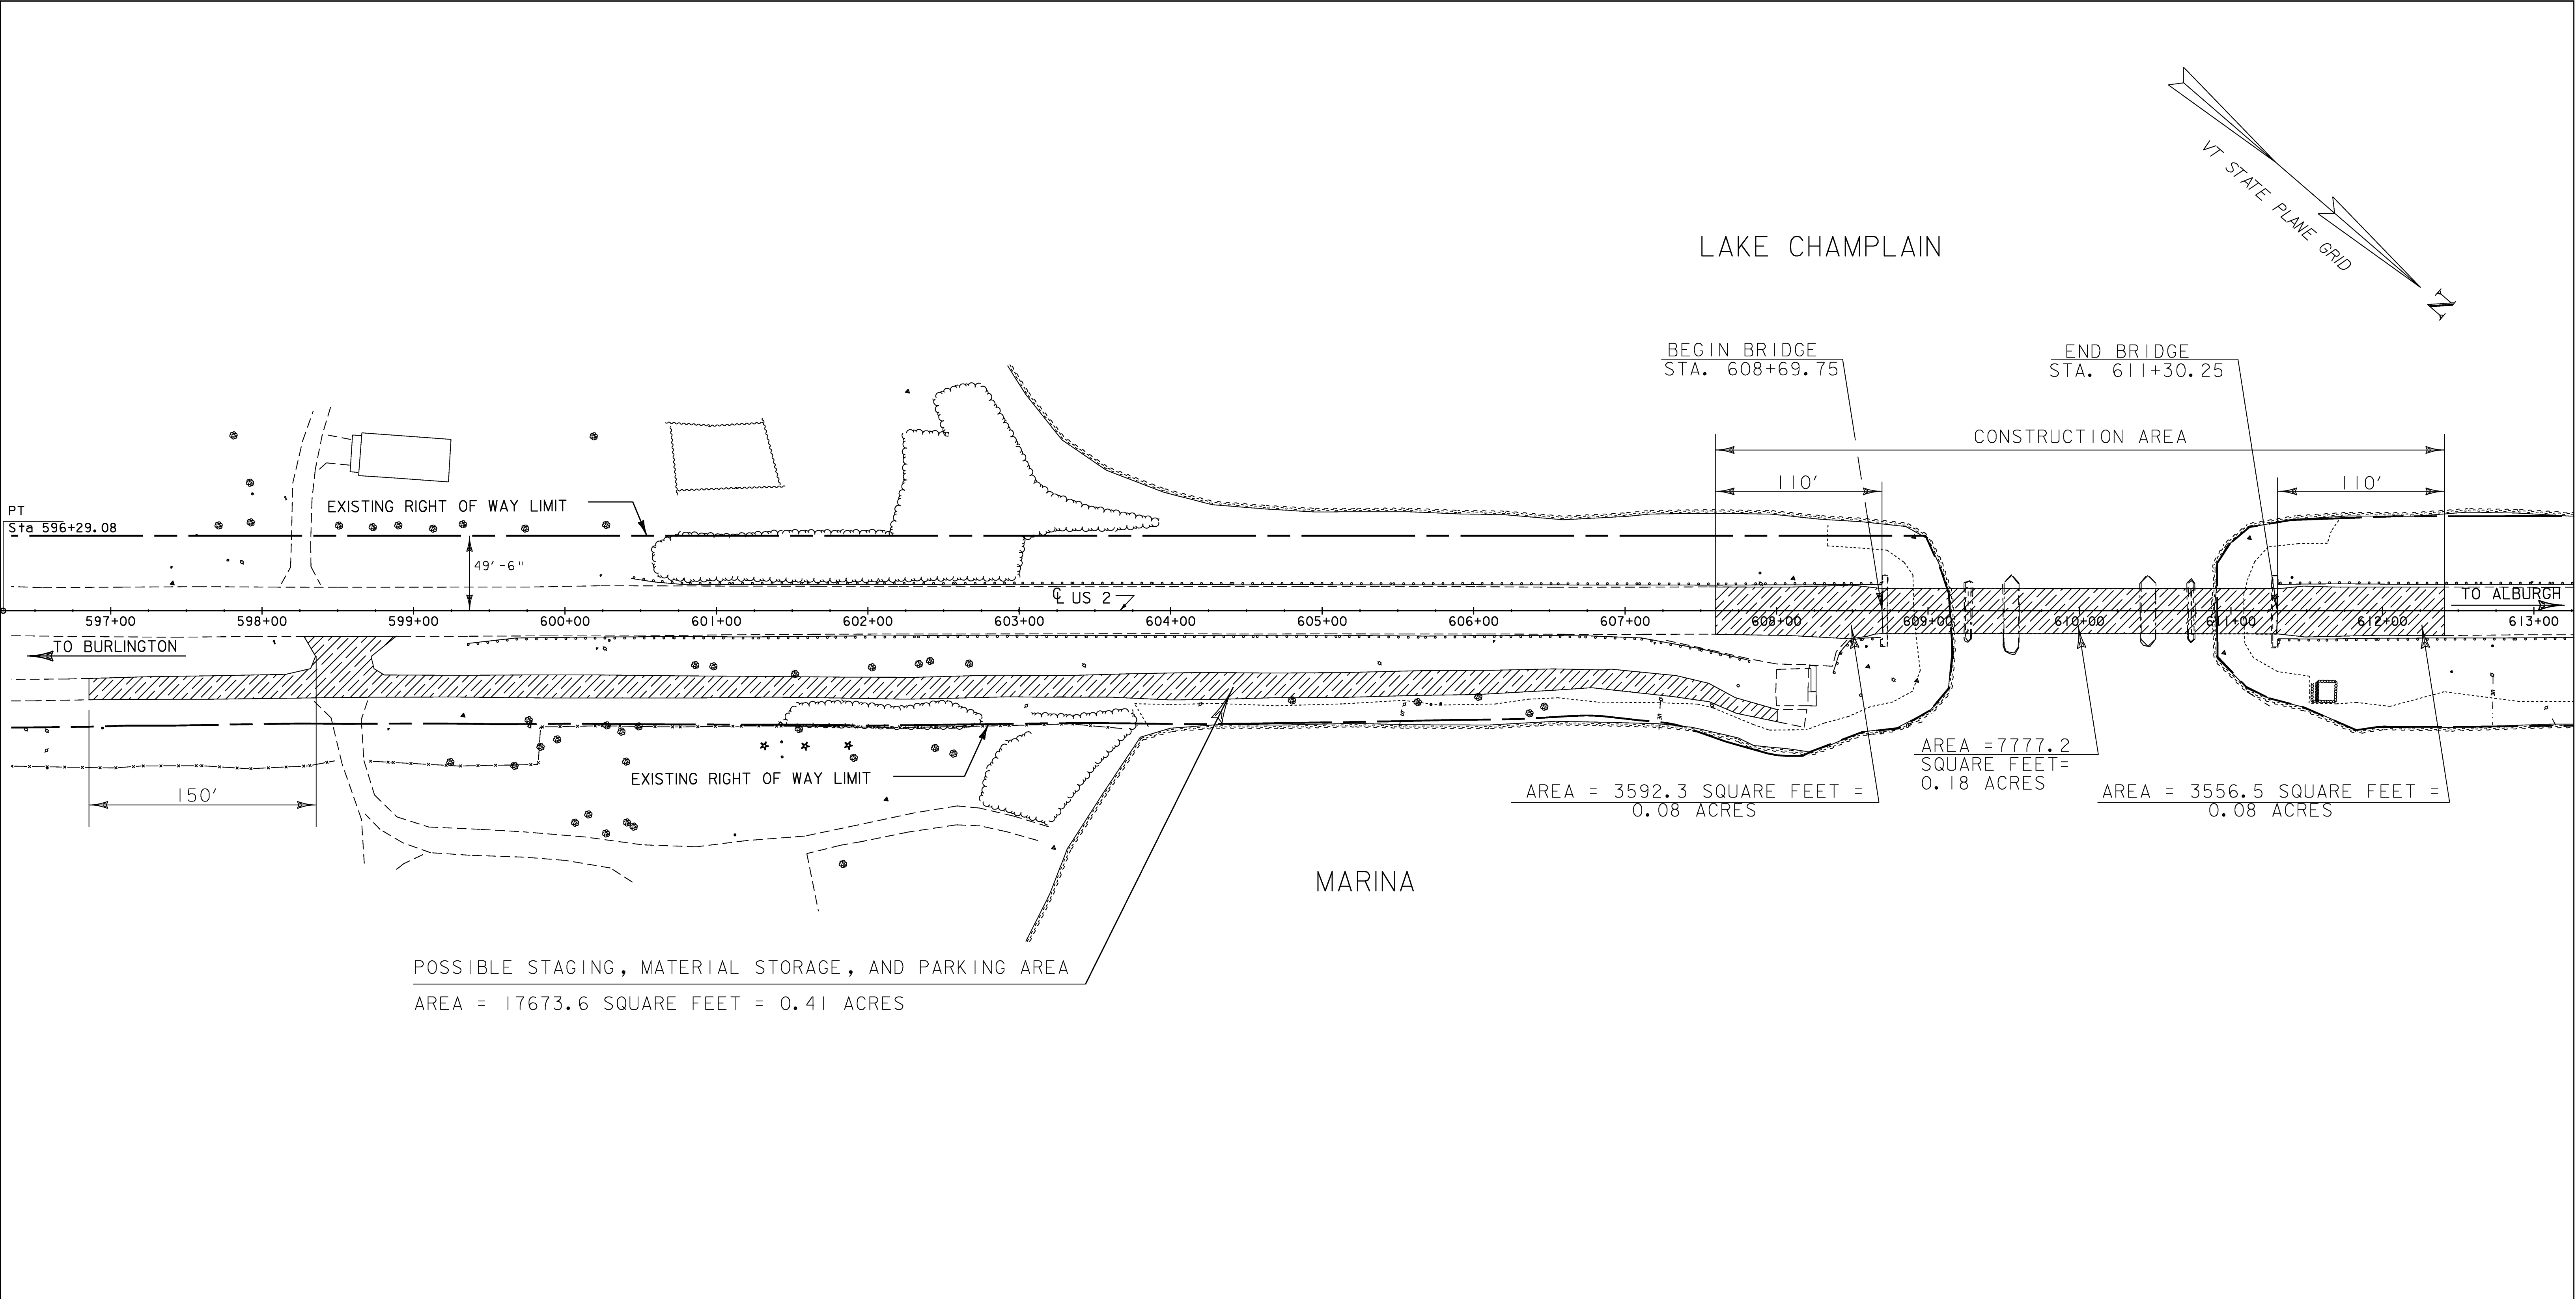 VT STATE PLANE GRID
N
LAKE CHAMPLAIN
BEGIN BRIDGE
STA. 608+69.75
END BRIDGE
STA. 611+30.25
CONSTRUCTION AREA
110'
110'
EXISTING RIGHT OF WAY LIMIT
PT
Sta 596+29.08
49'-6"
℄ US 2
TO ALBURGH
597+00
598+00
599+00
600+00
601+00
602+00
603+00
604+00
605+00
606+00
607+00
608+00
609+00
610+00
611+00
612+00
613+00
TO BURLINGTON
EXISTING RIGHT OF WAY LIMIT
150'
AREA =7777.2
SQUARE FEET=
0.18 ACRES
AREA = 3592.3 SQUARE FEET =
0.08 ACRES
AREA = 3556.5 SQUARE FEET =
0.08 ACRES
MARINA
POSSIBLE STAGING, MATERIAL STORAGE, AND PARKING AREA
AREA = 17673.6 SQUARE FEET = 0.41 ACRES